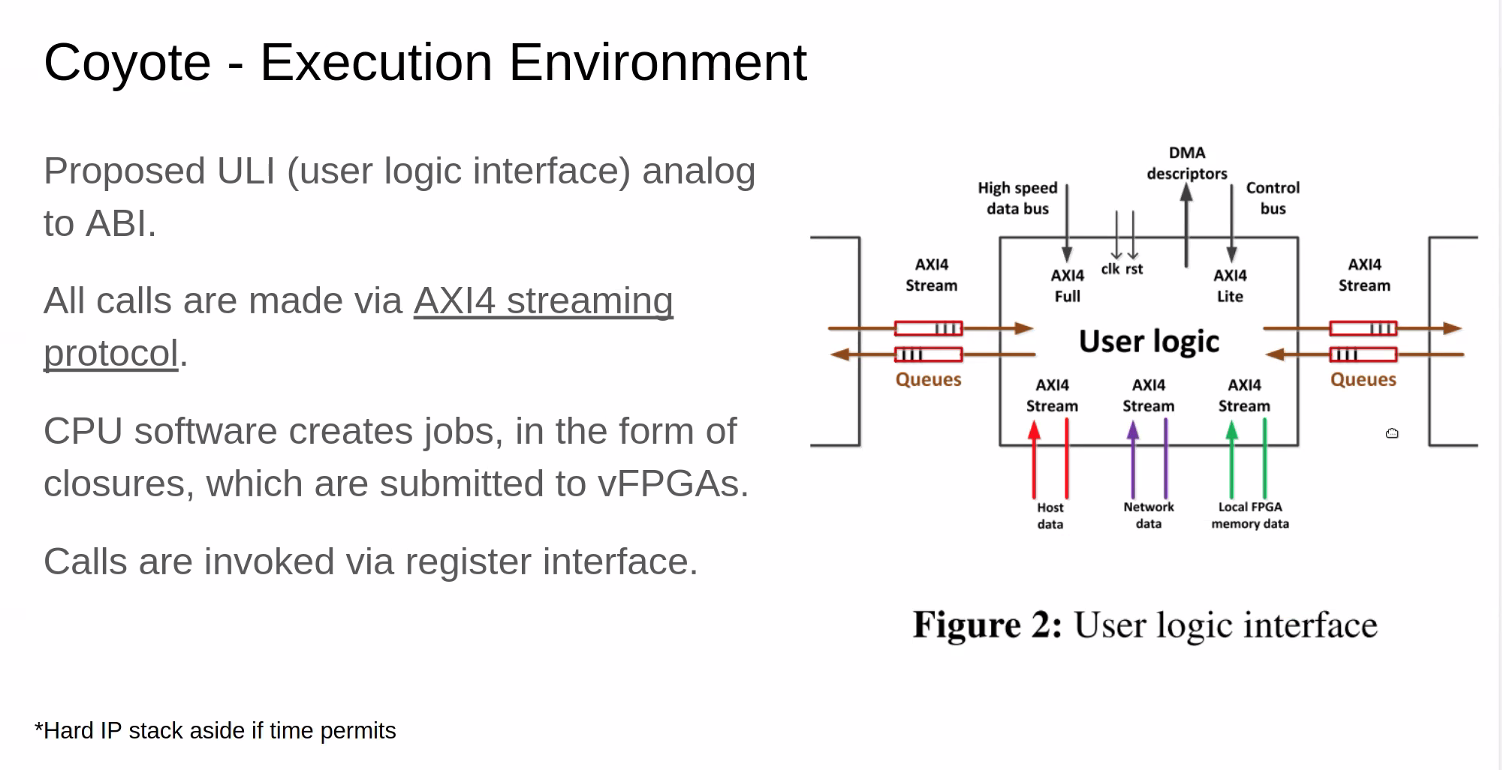 Coyote - Execution Environment
Proposed ULI (user logic interface) analog
to ABI.
All calls are made via AXI4 streaming
protocol.
CPU software creates jobs, in the form of
closures, which are submitted to vFPGAs.
Calls are invoked via register interface.
DMA
descriptors
High speed
data bus
Control
bus
clk rst
AXI4
Full
AXI4
Lite
AXI4
Stream
AXI4
Stream
User logic
Queues
Queues
AXI4
Stream
AXI4
Stream
AXI4
Stream
Host
data
Network
data
Local FPGA
memory data
Figure 2: User logic interface
*Hard IP stack aside if time permits